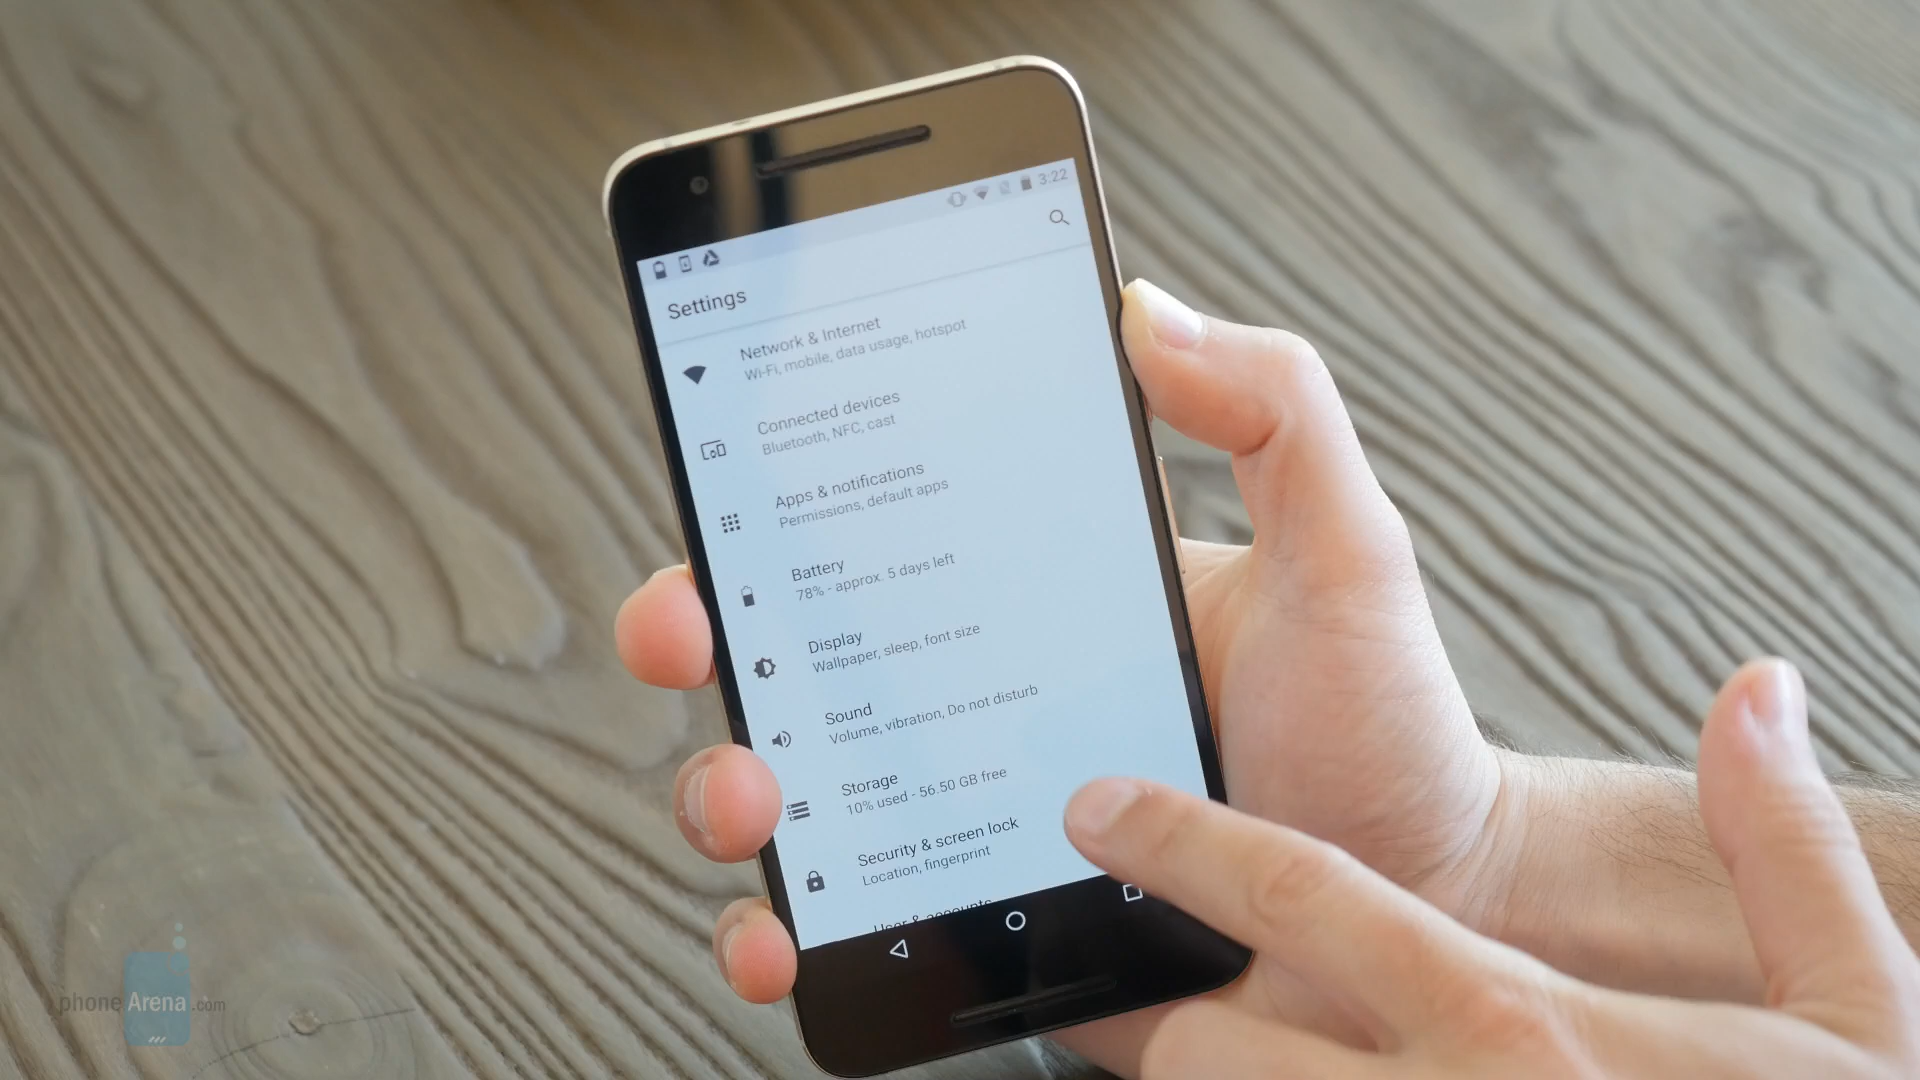 3:22
Settings
Network & Internet
Wi-Fi, mobile, data usage, hotspot
Connected devices
Bluetooth, NFC, cast
Apps & notifications
Permissions, default apps
Battery
78% - approx. 5 days left
Display
Wallpaper, sleep, font size
Sound
Volume, vibration, Do not disturb
Storage
10% used - 56.50 GB free
Security & screen lock
Location, fingerprint
User & accounts
phoneArena.com